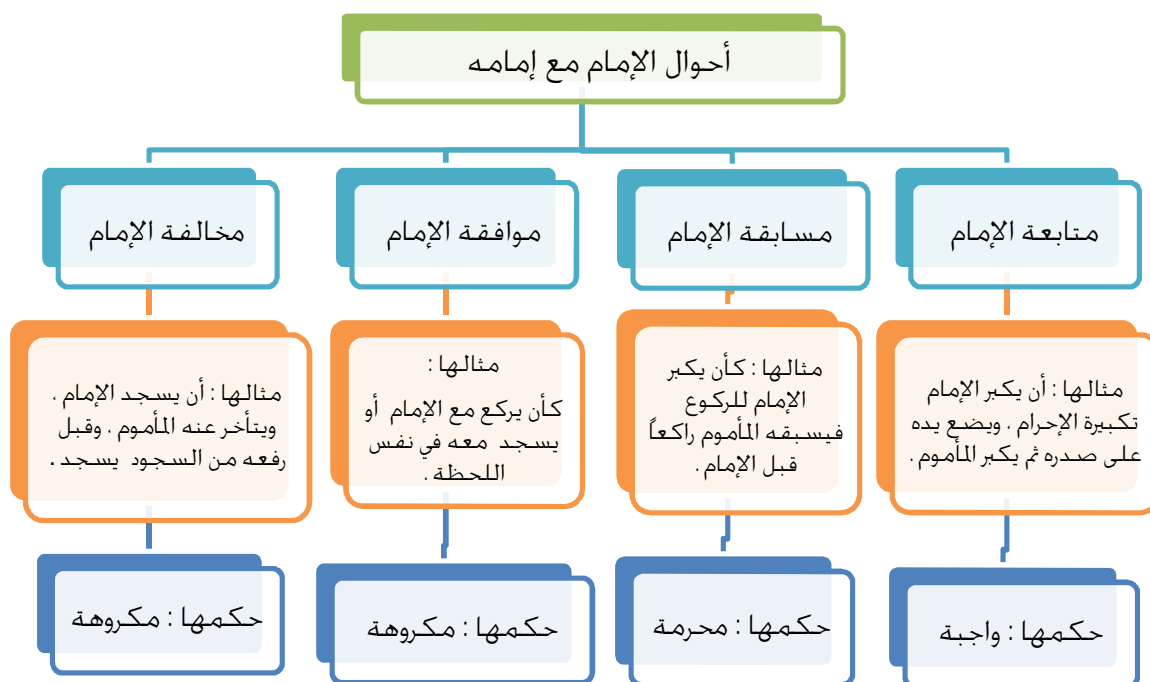 أحوال الإمام مع إمامه
متابعة الإمام
مسابقة الإمام
موافقة الإمام
مخالفة الإمام
مثالها : أن يكبر الإمام
تكبيرة الإحرام . ويضع يده
على صدره ثم يكبر المأموم .
مثالها : كأن يكبر
الإمام للركوع
فيسبقه المأموم راكعاً
قبل الإمام .
مثالها :
كأن يركع مع الإمام أو
يسجد معه في نفس
اللحظة .
مثالها : أن يسجد الإمام .
ويتأخر عنه المأموم . وقبل
رفعه من السجود يسجد .
حكمها : واجبة
حكمها : محرمة
حكمها : مكروهة
حكمها : مكروهة